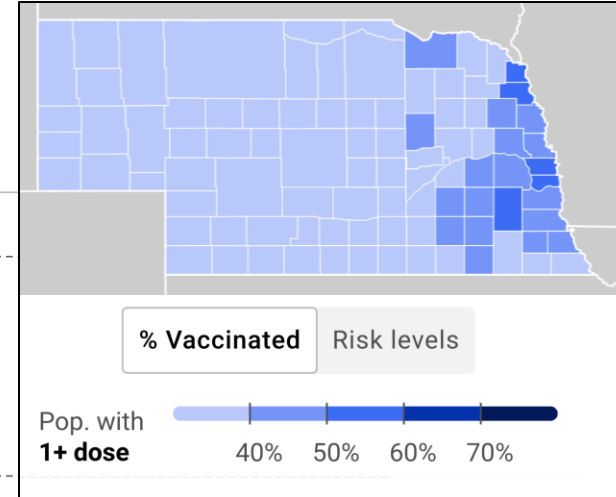 % Vaccinated Risk levels
Pop. with
1+ dose
40% 50% 60% 70%